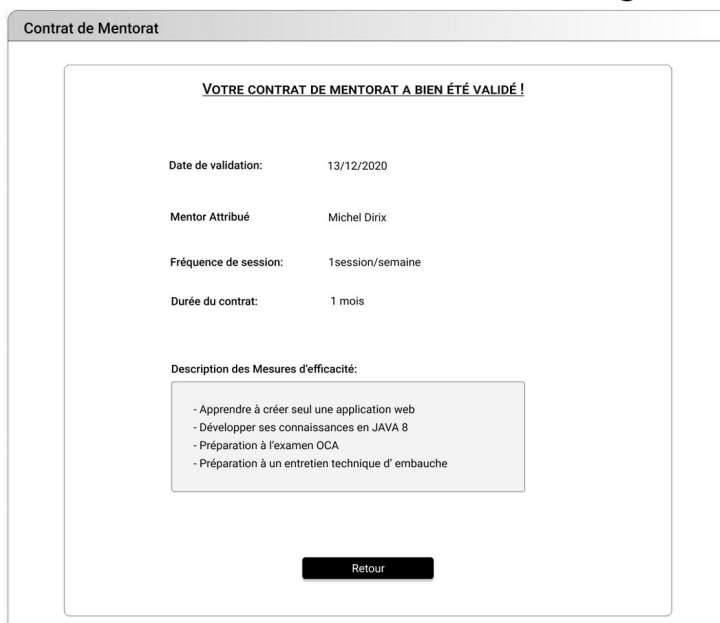 Contrat de Mentorat
VOTRE CONTRAT DE MENTORAT A BIEN ÉTÉ VALIDÉ !
Date de validation: 13/12/2020
Mentor Attribué Michel Dirix
Fréquence de session: 1session/semaine
Durée du contrat: 1 mois
Description des Mesures d'efficacité:
- Apprendre à créer seul une application web
- Développer ses connaissances en JAVA 8
- Préparation à l'examen OCA
- Préparation à un entretien technique d' embauche
Retour